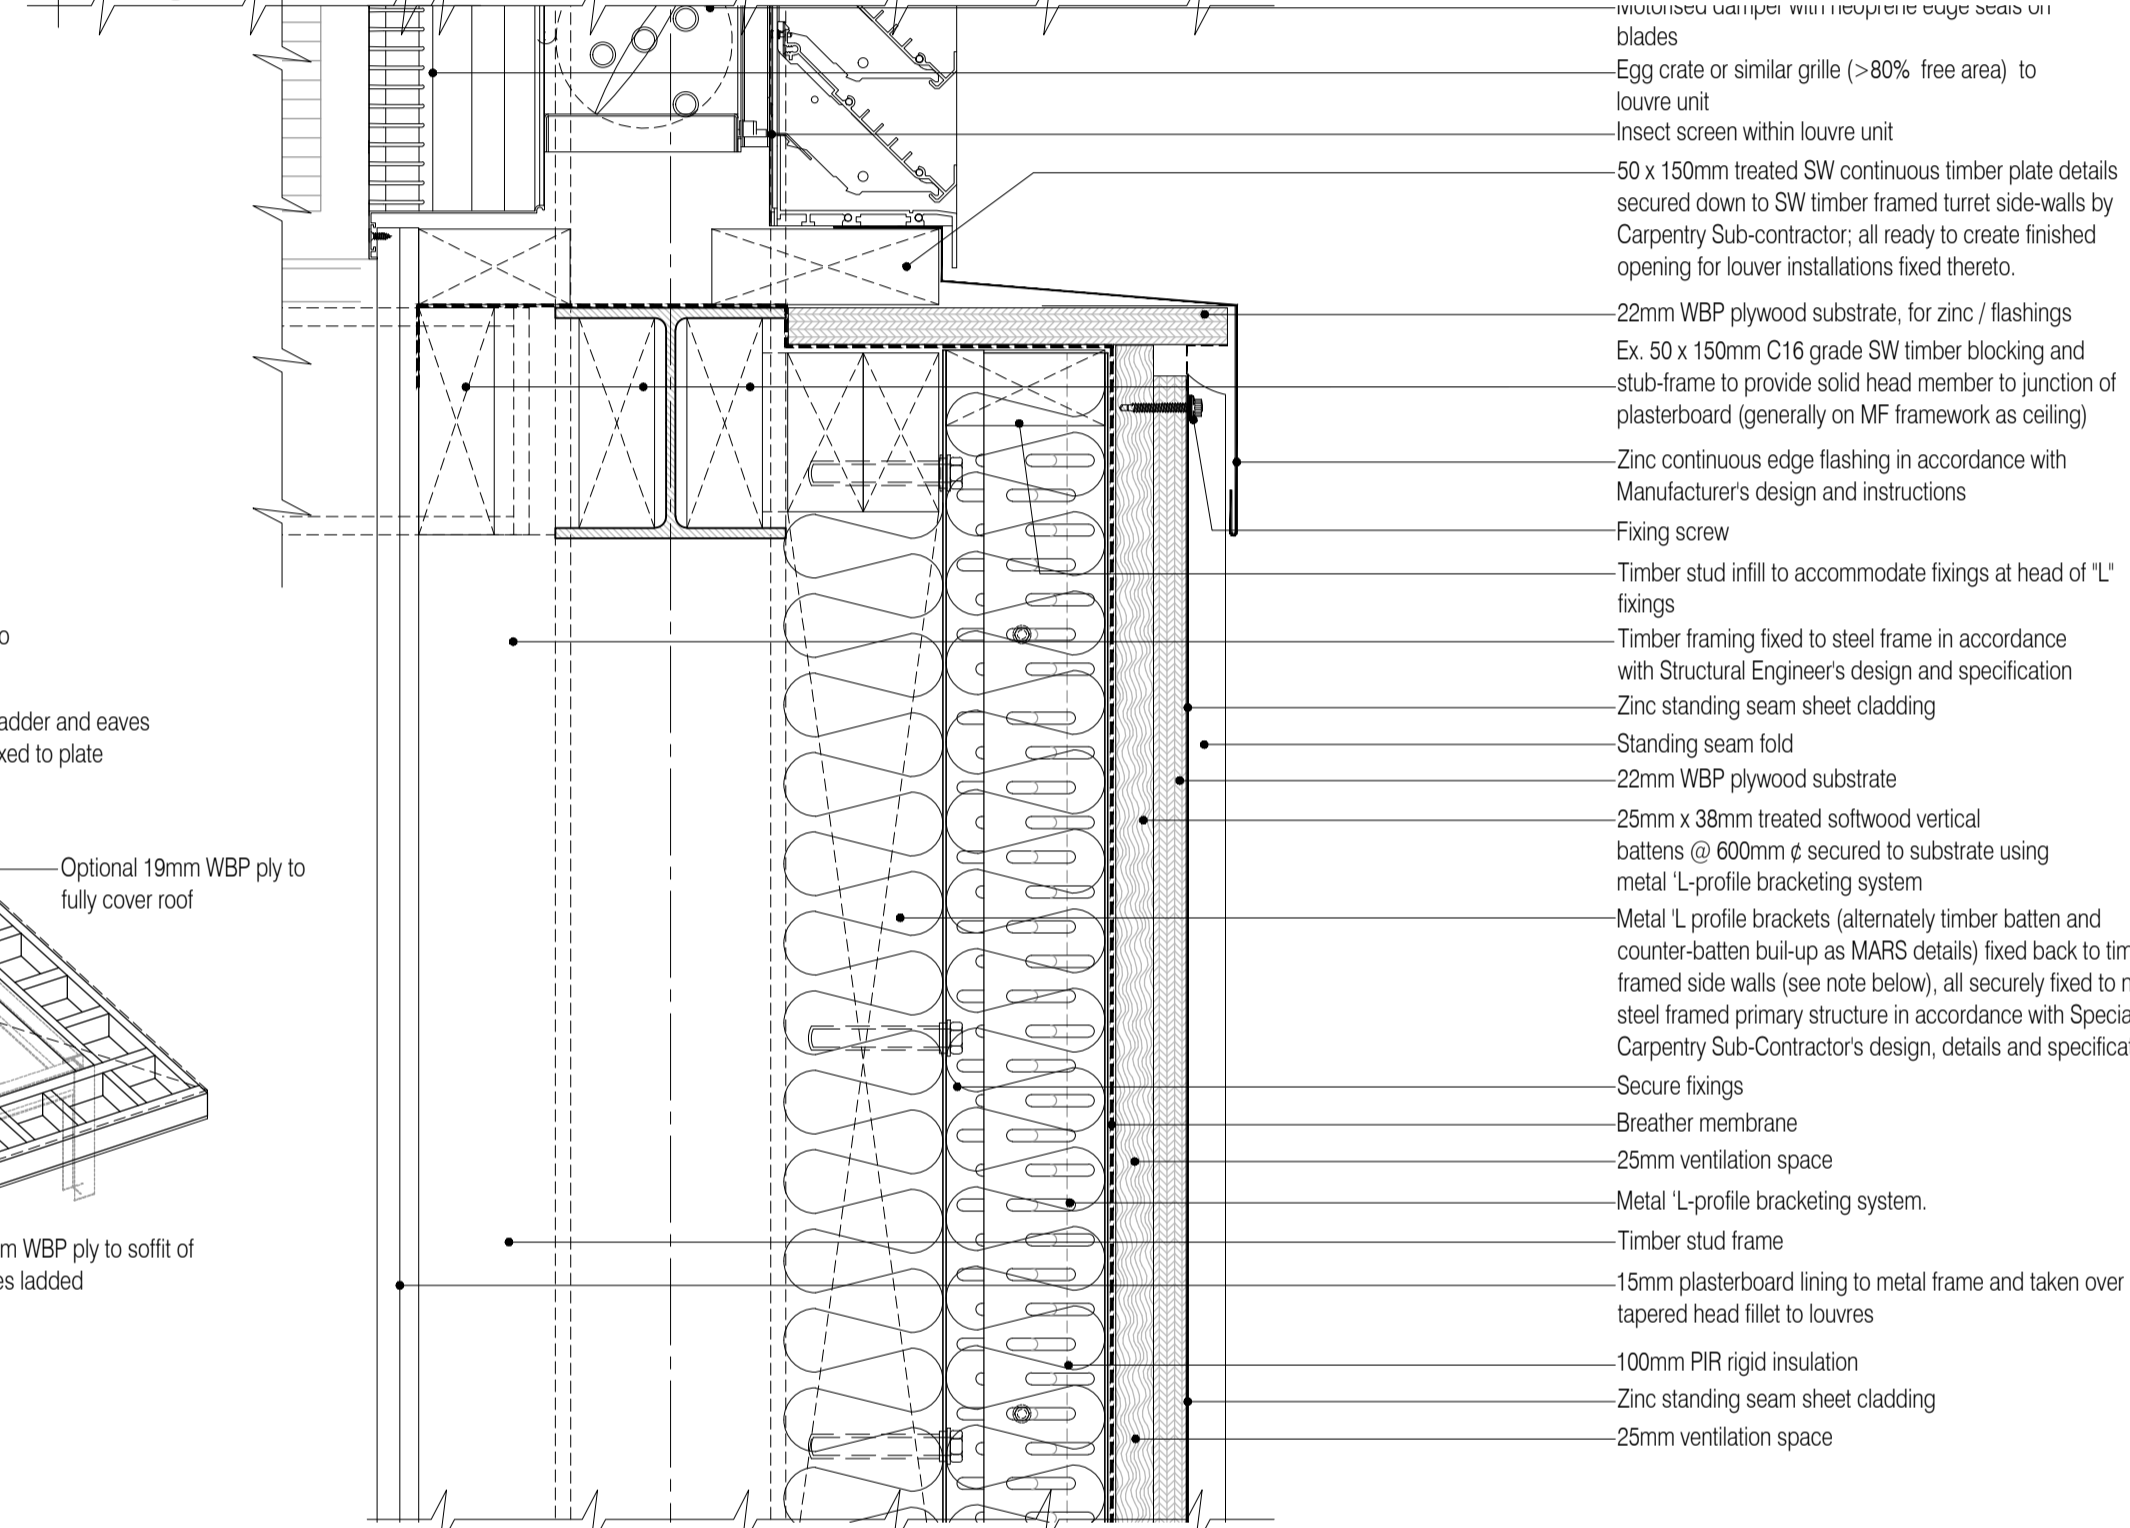 Motorised damper with neoprene edge seals on
blades
Egg crate or similar grille (>80% free area) to
louvre unit
Insect screen within louvre unit
50 x 150mm treated SW continuous timber plate details
secured down to SW timber framed turret side-walls by
Carpentry Sub-contractor; all ready to create finished
opening for louver installations fixed thereto.
22mm WBP plywood substrate, for zinc / flashings
Ex. 50 x 150mm C16 grade SW timber blocking and
stub-frame to provide solid head member to junction of
plasterboard (generally on MF framework as ceiling)
Zinc continuous edge flashing in accordance with
Manufacturer's design and instructions
Fixing screw
Timber stud infill to accommodate fixings at head of "L"
fixings
Timber framing fixed to steel frame in accordance
with Structural Engineer's design and specification
Zinc standing seam sheet cladding
Standing seam fold
22mm WBP plywood substrate
25mm x 38mm treated softwood vertical
battens @ 600mm ¢ secured to substrate using
metal 'L-profile bracketing system
Metal 'L profile brackets (alternately timber batten and
counter-batten buil-up as MARS details) fixed back to tim
framed side walls (see note below), all securely fixed to n
steel framed primary structure in accordance with Specia
Carpentry Sub-Contractor's design, details and specificat
Secure fixings
Breather membrane
25mm ventilation space
Metal 'L-profile bracketing system.
Timber stud frame
15mm plasterboard lining to metal frame and taken over
tapered head fillet to louvres
100mm PIR rigid insulation
Zinc standing seam sheet cladding
25mm ventilation space
o
adder and eaves
xed to plate
Optional 19mm WBP ply to
fully cover roof
m WBP ply to soffit of
es ladded